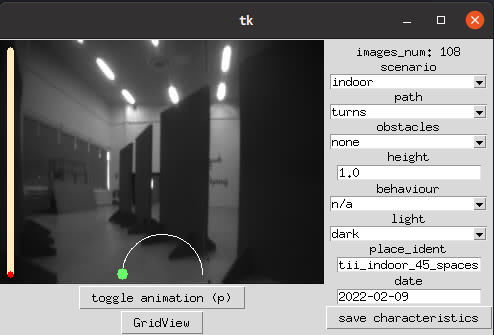 tk
images_num: 108
scenario
indoor
path
turns
obstacles
none
height
1.0
behaviour
n/a
light
dark
place_ident
tii_indoor_45_spaces
date
2022-02-09
save characteristics
toggle animation (p)
GridView